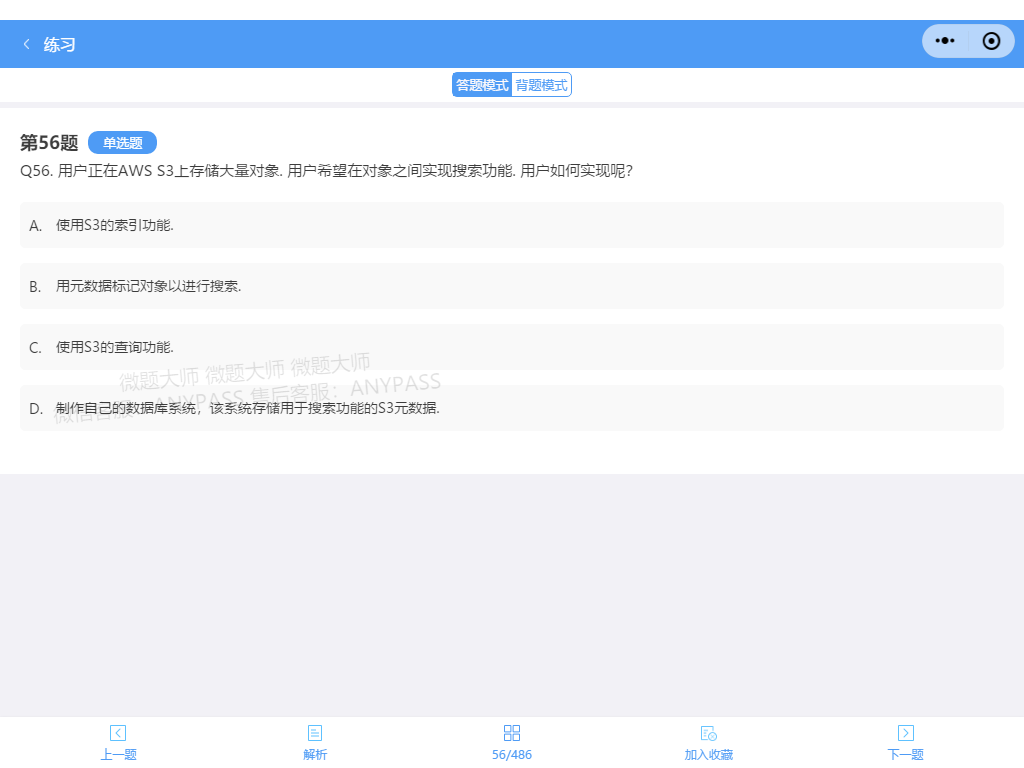 练习
答题模式 背题模式
第56题 单选题
Q56. 用户正在AWS S3上存储大量对象. 用户希望在对象之间实现搜索功能. 用户如何实现呢?
A. 使用S3的索引功能.
B. 用元数据标记对象以进行搜索.
C. 使用S3的查询功能.
微题大师 微题大师 微题大师
D. 制作自己的数据库系统，该系统存储用于搜索功能的S3元数据.
ANYPASS 售后客服：ANYPASS
上一题 解析 56/486 加入收藏 下一题